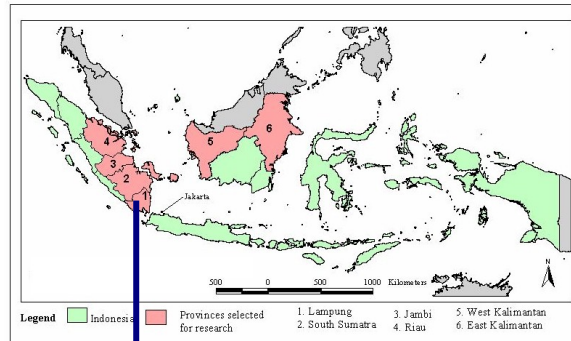 6
5
4
3
2
1
Jakarta
N
500 0 500 1000 Kilometers
Legend Indonesia Provinces selected for research
1. Lampung
2. South Sumatra
3. Jambi
4. Riau
5. West Kalimantan
6. East Kalimantan